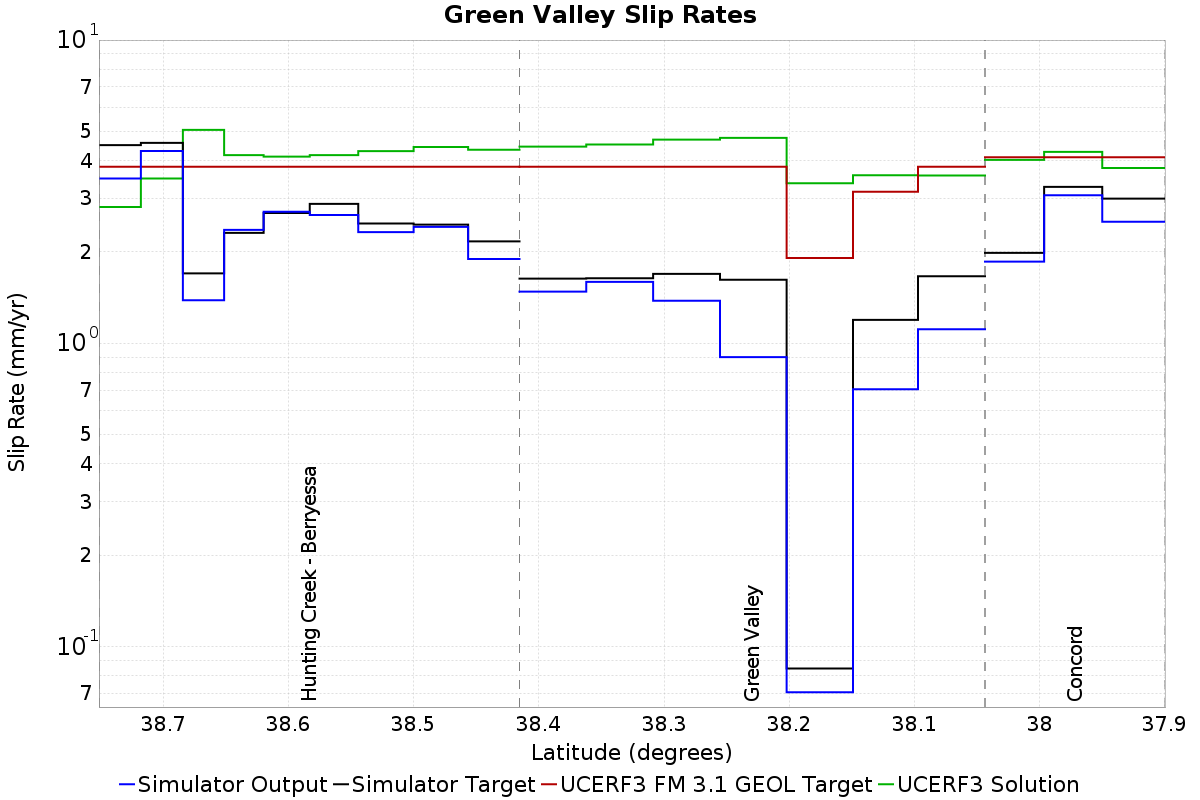 Green Valley Slip Rates
Slip Rate (mm/yr)
10^1
7
5
4
3
2
10^0
7
5
4
3
2
10^-1
7
Hunting Creek - Berryessa
Green Valley
Concord
38.7 38.6 38.5 38.4 38.3 38.2 38.1 38 37.9
Latitude (degrees)
Simulator Output Simulator Target UCERF3 FM 3.1 GEOL Target UCERF3 Solution